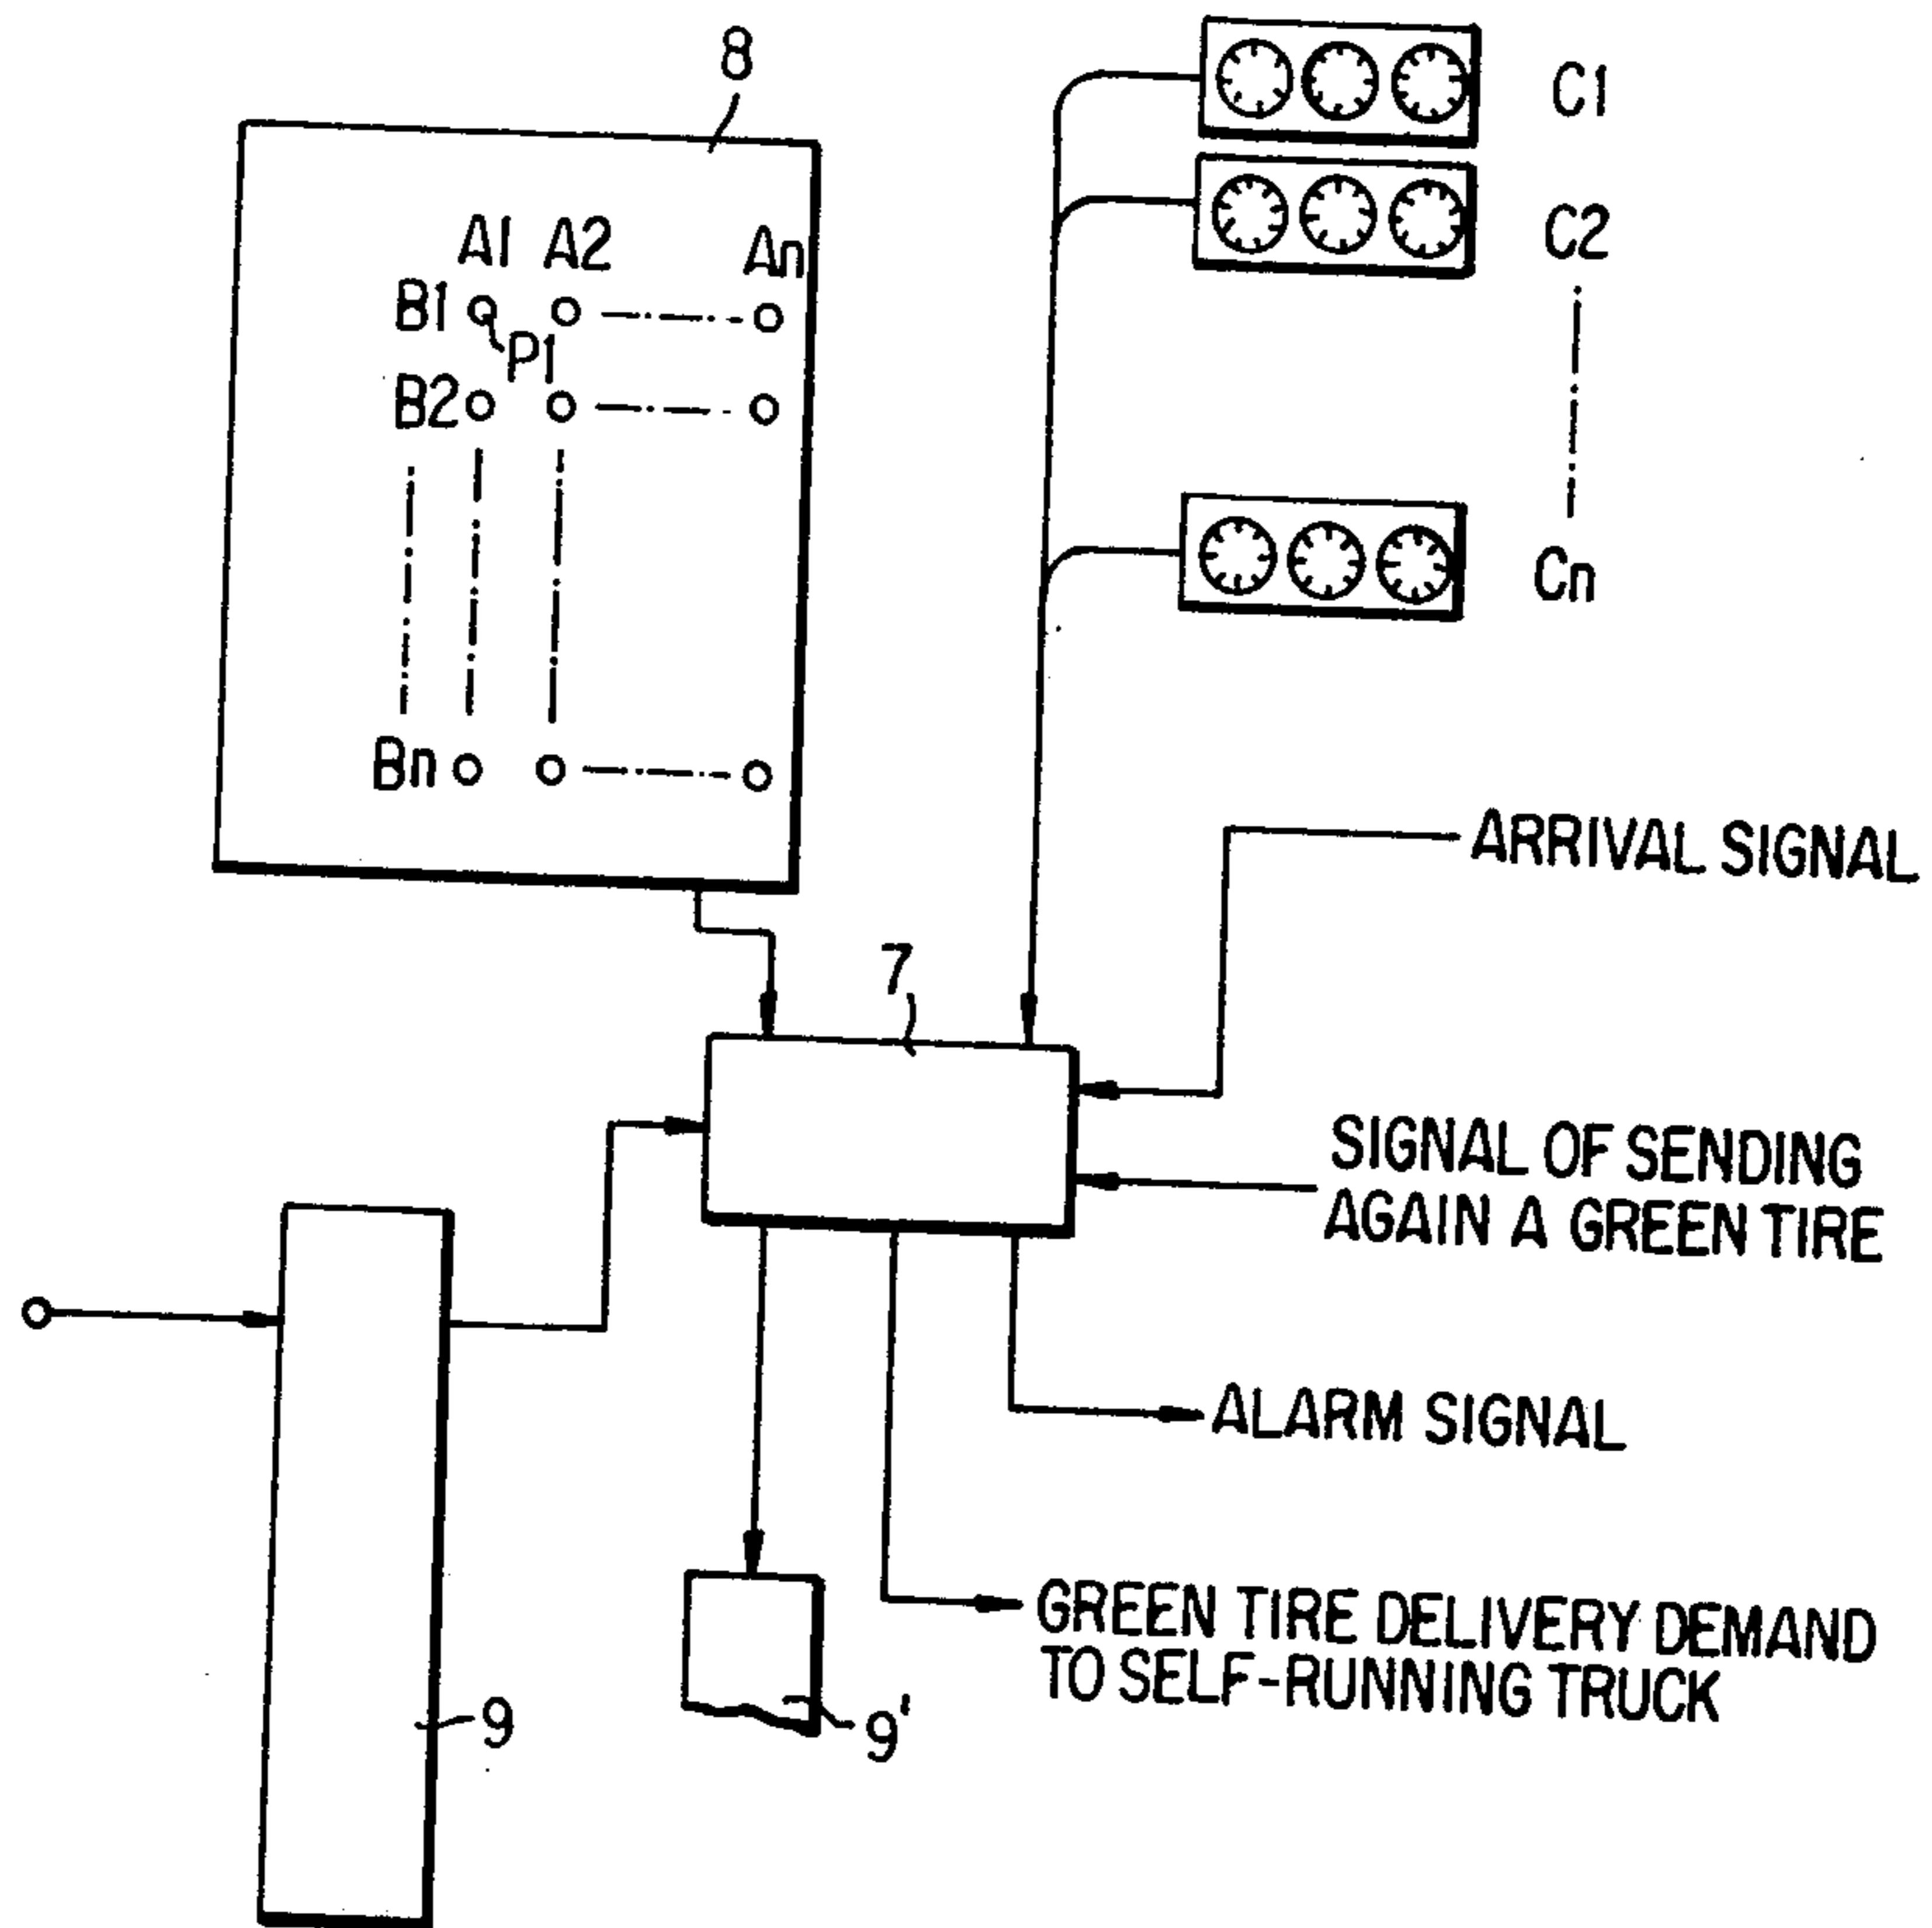 8
C1
C2
Cn
A1 A2 An
B1
P1
B2
Bn
7
ARRIVAL SIGNAL
SIGNAL OF SENDING
AGAIN A GREEN TIRE
ALARM SIGNAL
GREEN TIRE DELIVERY DEMAND
TO SELF-RUNNING TRUCK
9
9'